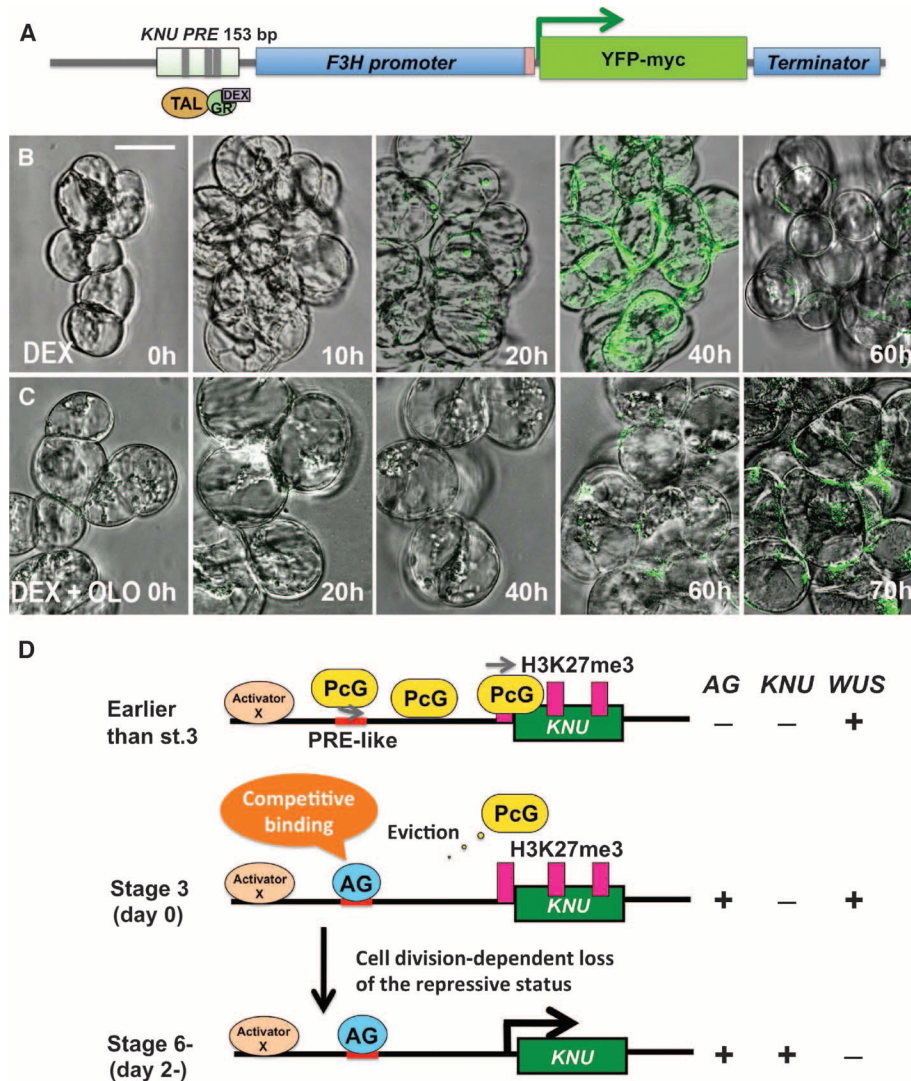 A
KNU PRE 153 bp
F3H promoter
YFP-myc
Terminator
TAL
GR
DEX
B
DEX
0h
10h
20h
40h
60h
C
DEX + OLO 0h
20h
40h
60h
70h
D
Earlier
than st.3
Activator
X
PcG
PcG
PcG
H3K27me3
PRE-like
KNU
AG KNU WUS
– – +
Competitive
binding
Eviction
PcG
H3K27me3
Stage 3
(day 0)
Activator
X
AG
KNU
+ – +
Cell division-dependent loss
of the repressive status
Stage 6-
(day 2-)
Activator
X
AG
KNU
+ + –